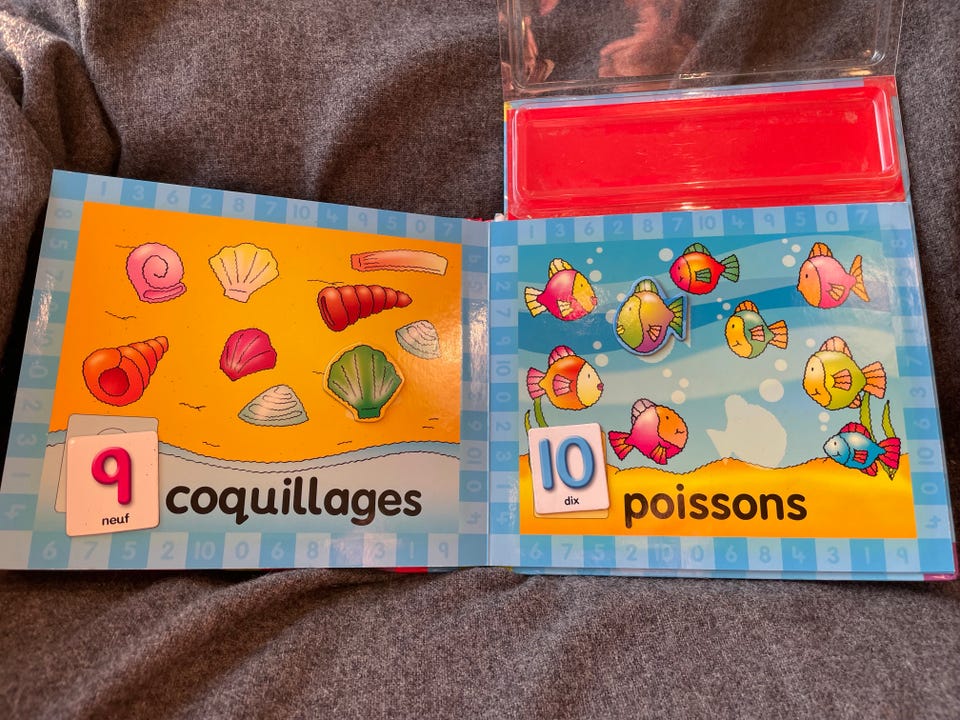 9
neuf
coquillages
10
dix
poissons